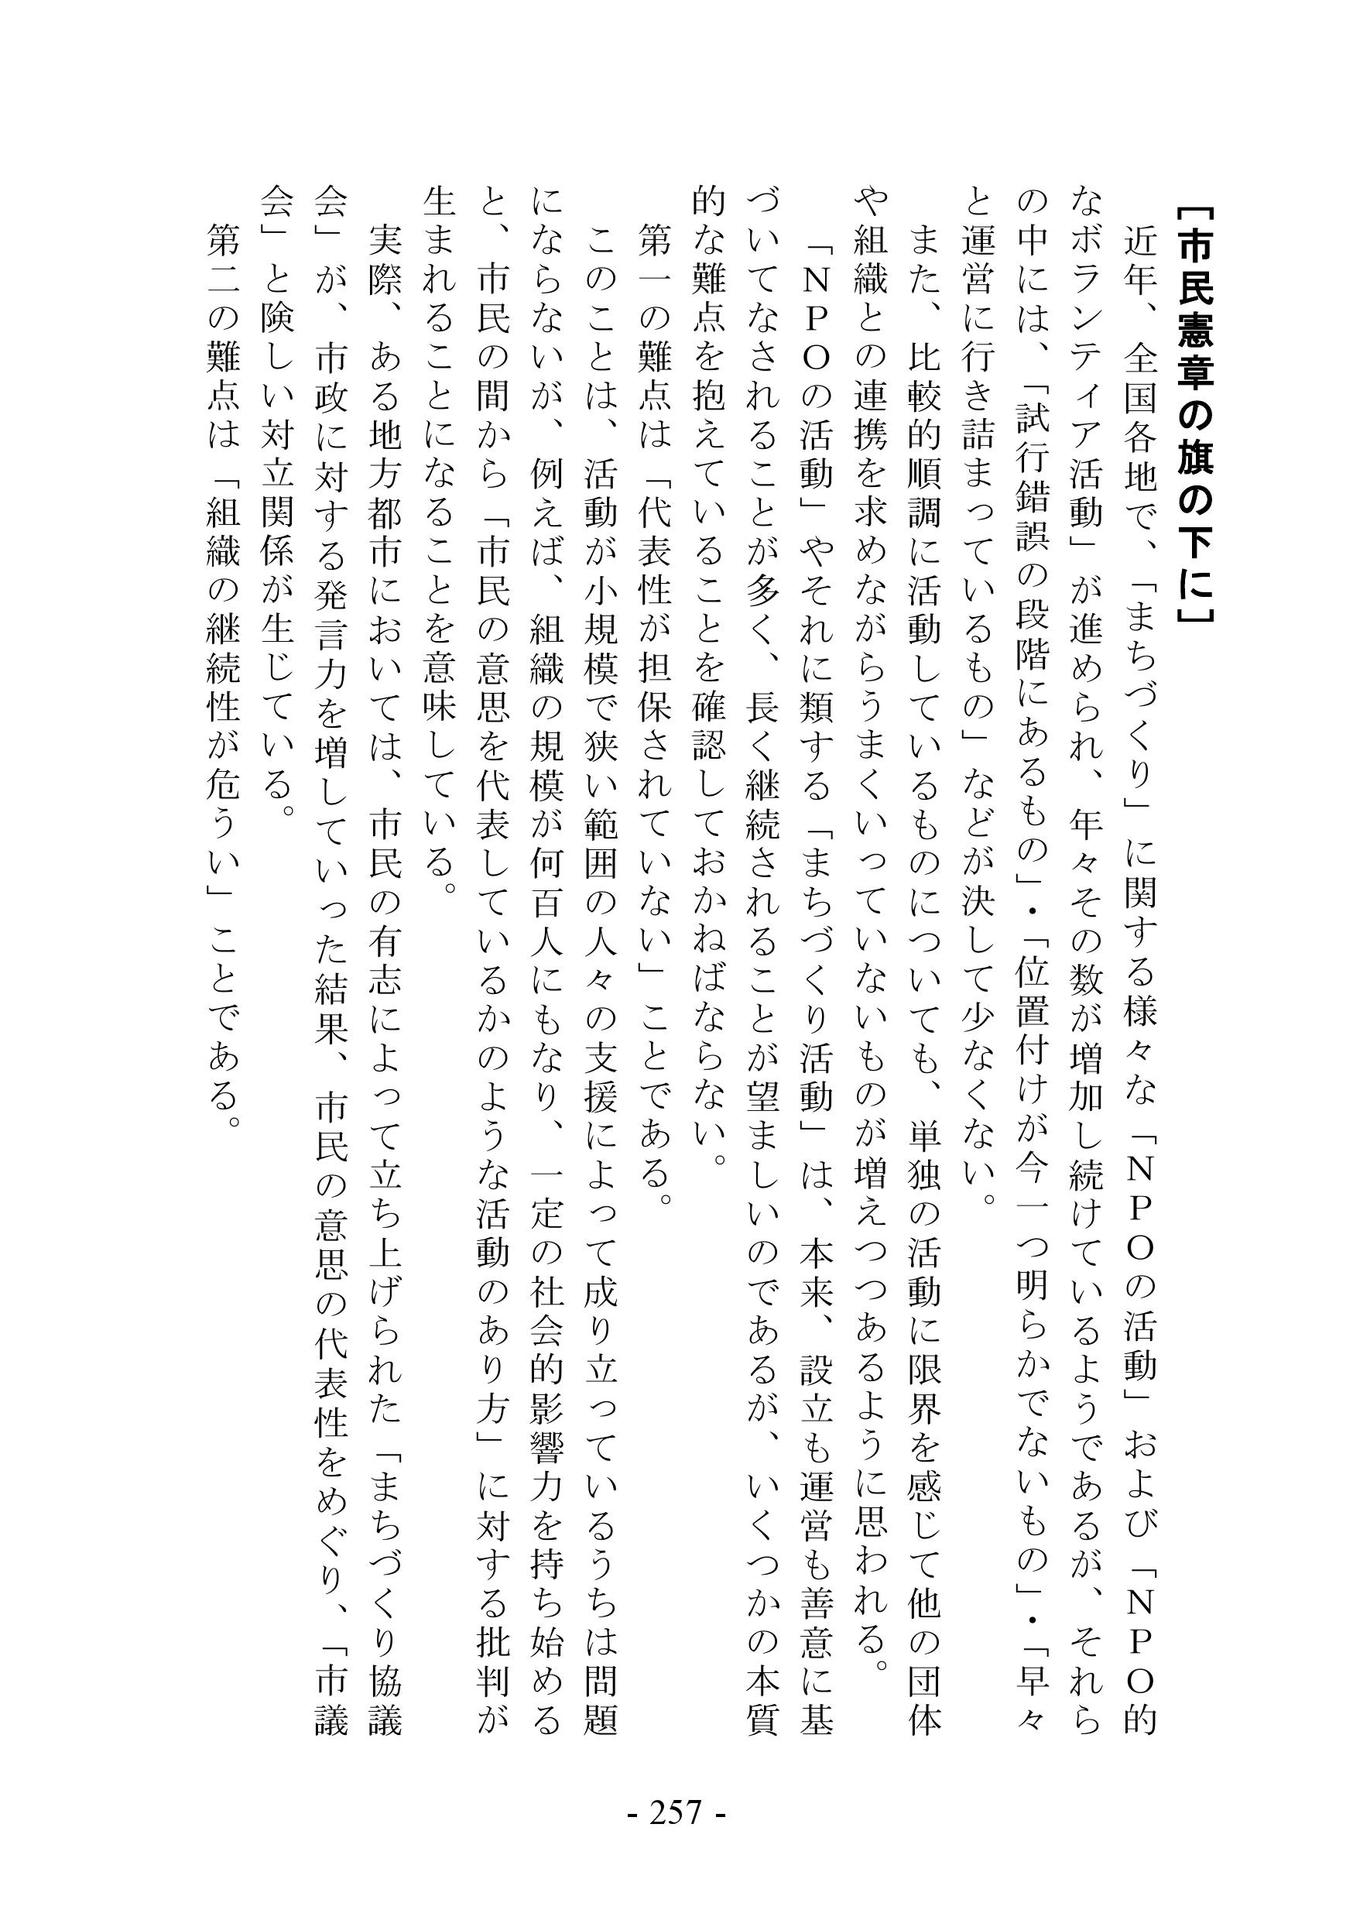 ［市民憲章の旗の下に］
近年、全国各地で、「まちづくり」に関する様々な「ＮＰＯの活動」および「ＮＰＯ的
なボランティア活動」が進められ、年々その数が増加し続けているようであるが、それら
の中には、「試行錯誤の段階にあるもの」・「位置付けが今一つ明らかでないもの」・「早々
と運営に行き詰まっているもの」などが決して少なくない。
また、比較的順調に活動しているものについても、単独の活動に限界を感じて他の団体
や組織との連携を求めながらうまくいっていないものが増えつつあるように思われる。
「ＮＰＯの活動」やそれに類する「まちづくり活動」は、本来、設立も運営も善意に基
づいてなされることが多く、長く継続されることが望ましいのであるが、いくつかの本質
的な難点を抱えていることを確認しておかねばならない。
第一の難点は「代表性が担保されていない」ことである。
このことは、活動が小規模で狭い範囲の人々の支援によって成り立っているうちは問題
にならないが、例えば、組織の規模が何百人にもなり、一定の社会的影響力を持ち始める
と、市民の間から「市民の意思を代表しているかのような活動のあり方」に対する批判が
生まれることになることを意味している。
実際、ある地方都市においては、市民の有志によって立ち上げられた「まちづくり協議
会」が、市政に対する発言力を増していった結果、市民の意思の代表性をめぐり、「市議
会」と険しい対立関係が生じている。
第二の難点は「組織の継続性が危うい」ことである。
- 257 -